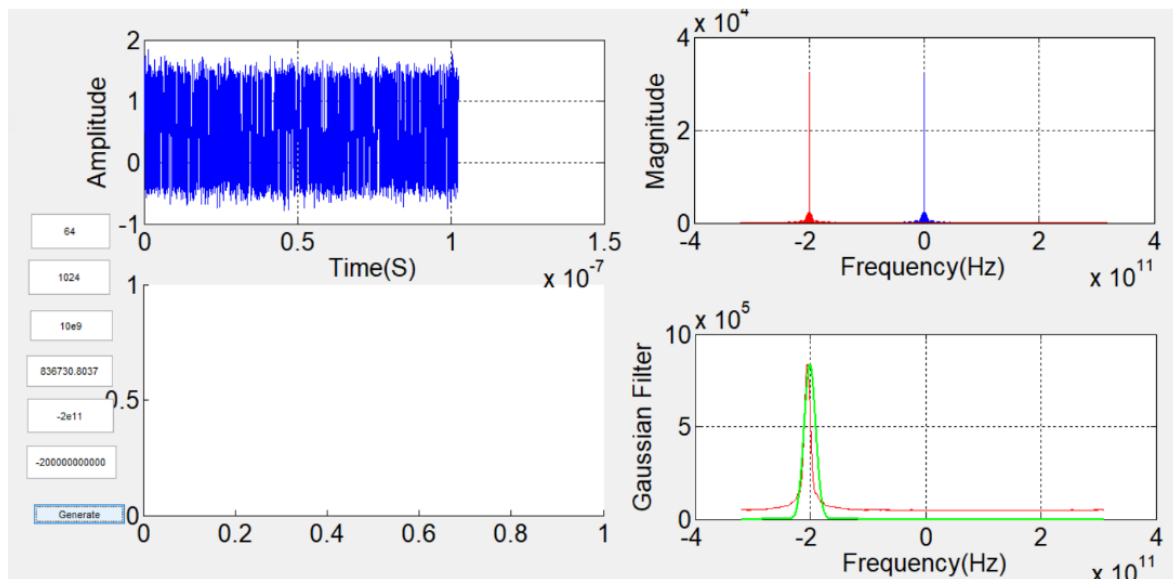 2
1
0
-1
Amplitude
0
0.5
1
1.5
Time(S)
x 10-7
x 10^4
4
2
0
Magnitude
-4
-2
0
2
4
Frequency(Hz)
x 10^11
64
1024
10e9
836730.8037
-2e11
-200000000000
Generate
1
0.5
0
0
0.2
0.4
0.6
0.8
1
x 10^5
10
5
0
Gaussian Filter
-4
-2
0
2
4
Frequency(Hz)
x 10^11